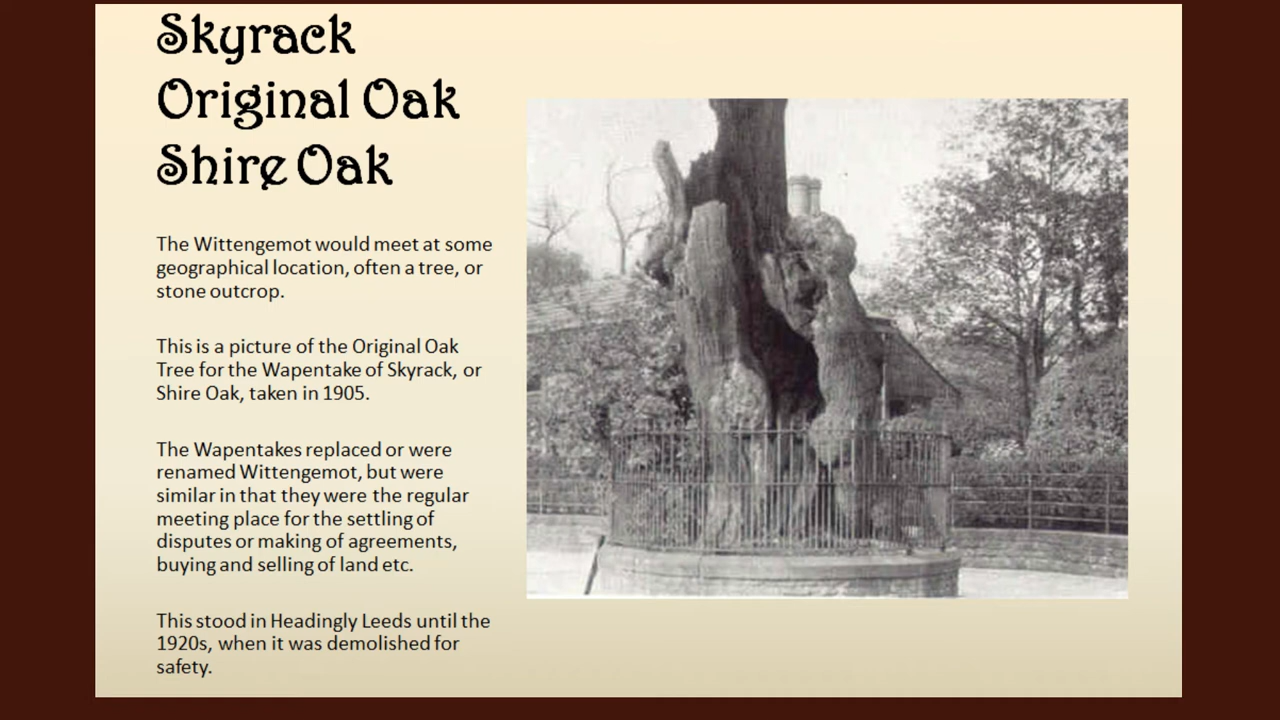 Skyrack
Original Oak
Shire Oak
The Wittengemot would meet at some
geographical location, often a tree, or
stone outcrop.
This is a picture of the Original Oak
Tree for the Wapentake of Skyrack, or
Shire Oak, taken in 1905.
The Wapentakes replaced or were
renamed Wittengemot, but were
similar in that they were the regular
meeting place for the settling of
disputes or making of agreements,
buying and selling of land etc.
This stood in Headingly Leeds until the
1920s, when it was demolished for
safety.